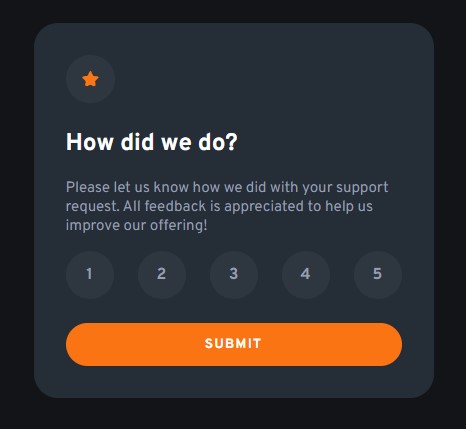 How did we do?
Please let us know how we did with your support
request. All feedback is appreciated to help us
improve our offering!
1 2 3 4 5
SUBMIT